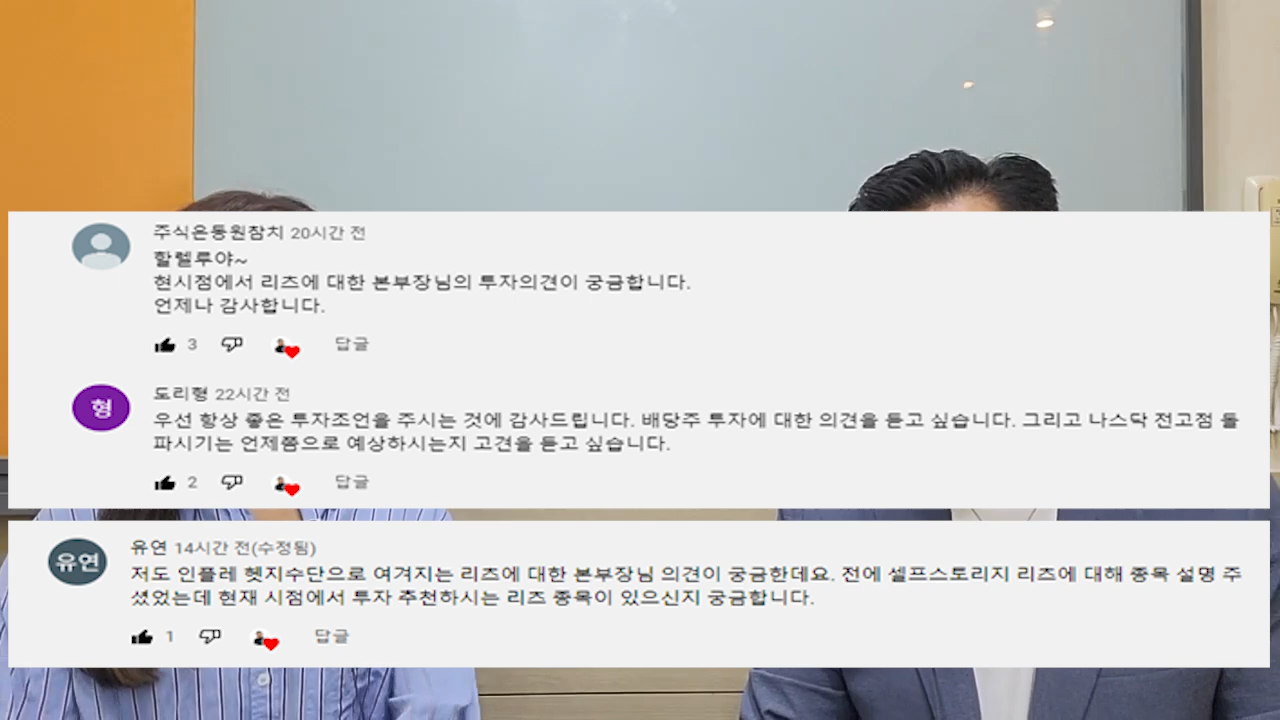 주식은동원참치 20시간 전
할렐루야~
현시점에서 리츠에 대한 본부장님의 투자의견이 궁금합니다.
언제나 감사합니다.
3 답글
형
도리형 22시간 전
우선 항상 좋은 투자조언을 주시는 것에 감사드립니다. 배당주 투자에 대한 의견을 듣고 싶습니다. 그리고 나스닥 전고점 돌
파시기는 언제쯤으로 예상하시는지 고견을 듣고 싶습니다.
2 답글
유연
유연 14시간 전(수정됨)
저도 인플레 헷지수단으로 여겨지는 리츠에 대한 본부장님 의견이 궁금한데요. 전에 셀프스토리지 리츠에 대해 종목 설명 주
셨었는데 현재 시점에서 투자 추천하시는 리츠 종목이 있으신지 궁금합니다.
1 답글